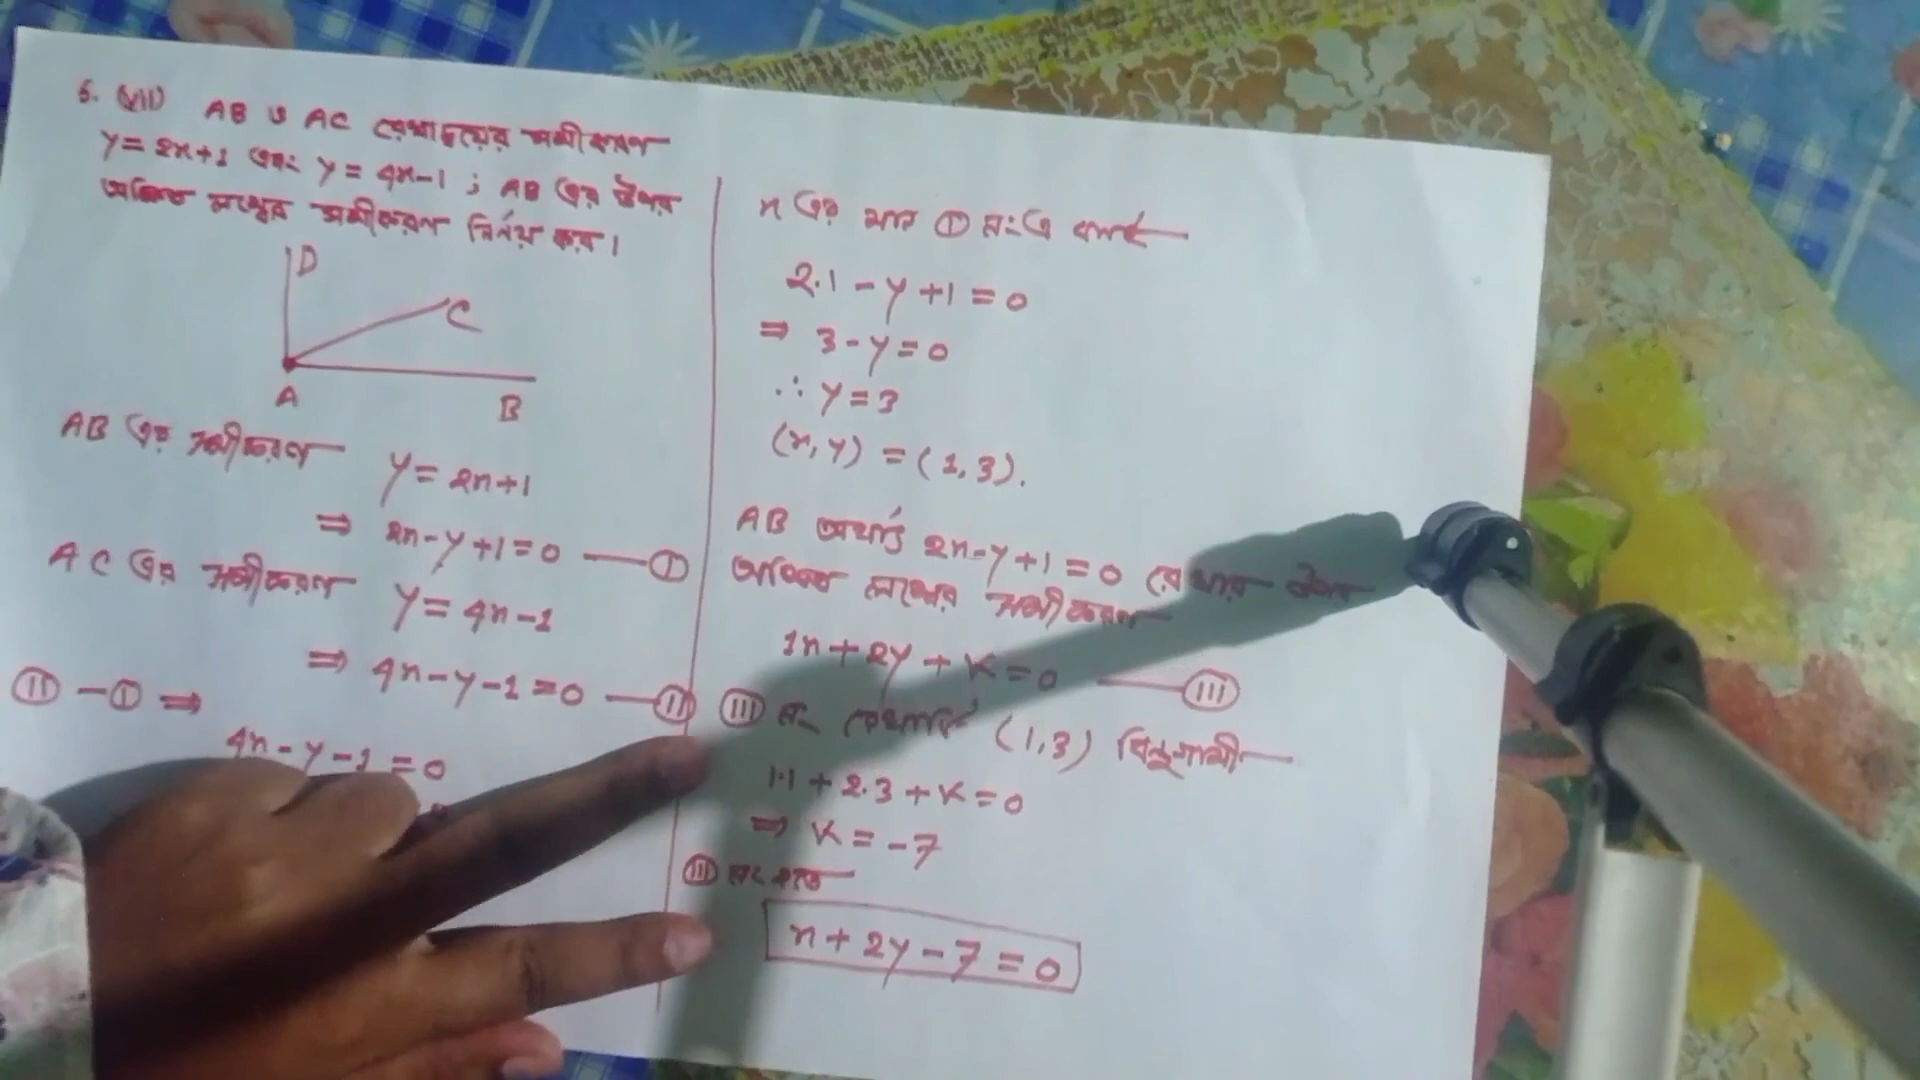 6. (VII) AB ও AC রেখাদ্বয়ের সমীকরণ
y = 2x+1 এবং y = 4x-1 ; AB এর উপর
অঙ্কিত লম্বের সমীকরণ নির্ণয় কর।
D
C
A B
AB এর সমীকরণ y = 2x+1
⇒ 2x-y+1=0 — (I)
AC এর সমীকরণ y = 4x-1
⇒ 4x-y-1=0 — (II)
(II) - (I) ⇒
4x-y-1=0
x এর মান (I) নং এ বসাই
2.1-y+1=0
⇒ 3-y=0
∴ y=3
(x,y) = (1,3).
AB অর্থাৎ 2x-y+1=0 রেখার উপর
অঙ্কিত লম্বের সমীকরণ
1x+2y+k=0 — (III)
(III) নং রেখাটি (1,3) বিন্দুগামী
1.1+2.3+k=0
⇒ k=-7
(III) নং হতে
x+2y-7=0